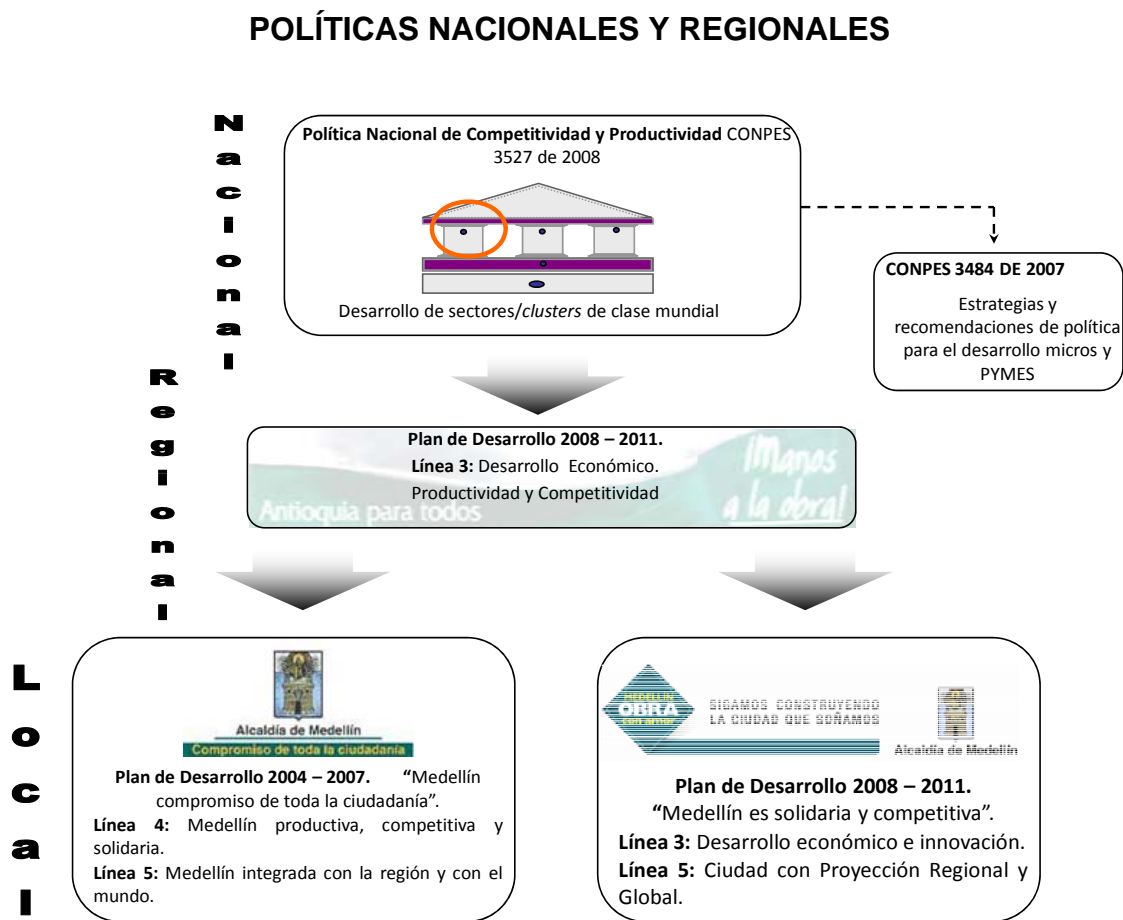 POLÍTICAS NACIONALES Y REGIONALES
Nacional
Política Nacional de Competitividad y Productividad CONPES
3527 de 2008
Desarrollo de sectores/clusters de clase mundial
CONPES 3484 DE 2007
Estrategias y
recomendaciones de política
para el desarrollo micros y
PYMES
Regional
Plan de Desarrollo 2008 – 2011.
Línea 3: Desarrollo Económico.
Productividad y Competitividad
Antioquia para todos
¡Manos
a la obra!
Local
Alcaldía de Medellín
Compromiso de toda la ciudadanía
Plan de Desarrollo 2004 – 2007. “Medellín
compromiso de toda la ciudadanía”.
Línea 4: Medellín productiva, competitiva y
solidaria.
Línea 5: Medellín integrada con la región y con el
mundo.
MEDELLÍN
OBRA
con amor
SIGAMOS CONSTRUYENDO
LA CIUDAD QUE SOÑAMOS
Alcaldía de Medellín
Plan de Desarrollo 2008 – 2011.
“Medellín es solidaria y competitiva”.
Línea 3: Desarrollo económico e innovación.
Línea 5: Ciudad con Proyección Regional y
Global.